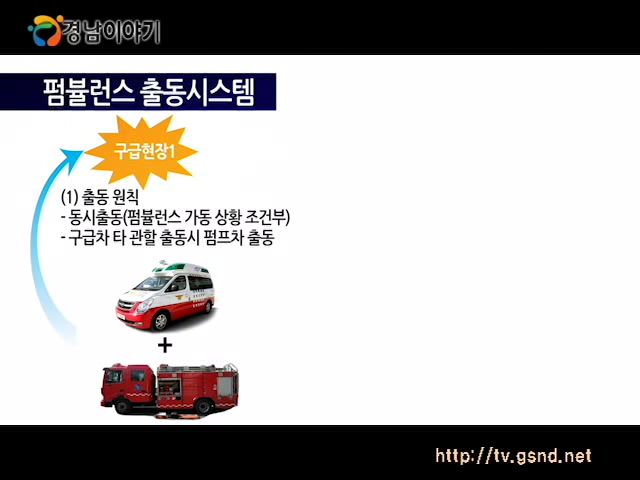 경남이야기
펌뷸런스 출동시스템
구급현장1
(1) 출동 원칙
- 동시출동(펌뷸런스 가동 상황 조건부)
- 구급차 타 관할 출동시 펌프차 출동
+
http://tv.gsnd.net